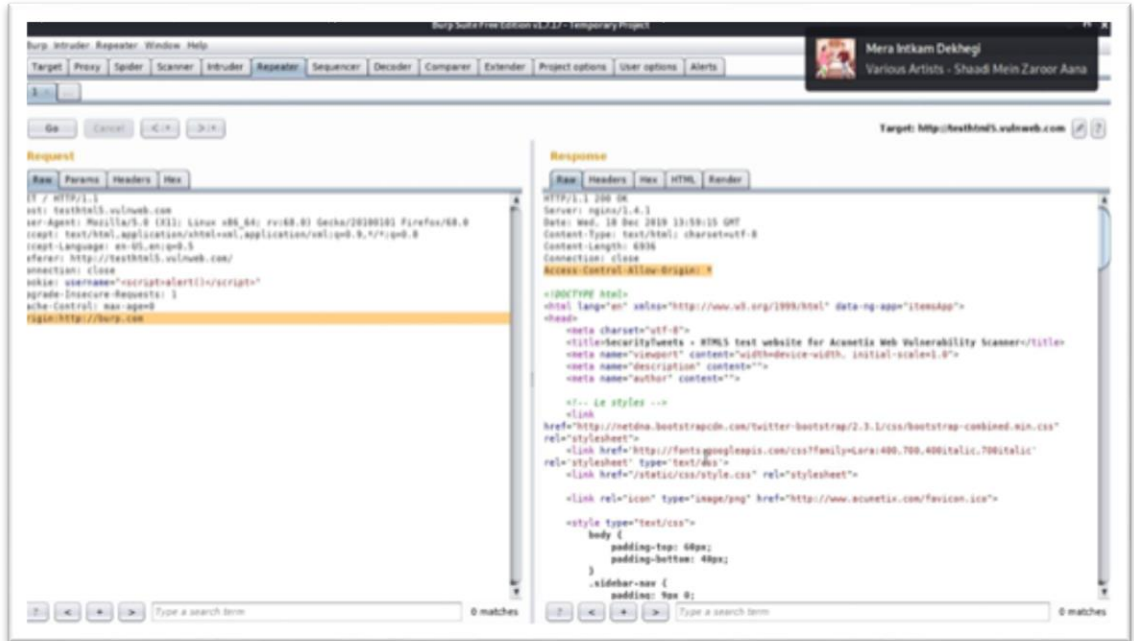 Burp Suite Free Edition v1.7.17 - Temporary Project
Burp Intruder Repeater Window Help
Mera Intkam Dekhegi
Various Artists - Shaadi Mein Zaroor Aana
Target Proxy Spider Scanner Intruder Repeater Sequencer Decoder Comparer Extender Project options User options Alerts
1 ...
Go Cancel < >
Target: http://testhtml5.vulnweb.com ?
Request
Raw Params Headers Hex
ET / HTTP/1.1
ost: testhtml5.vulnweb.com
ser-Agent: Mozilla/5.0 (X11; Linux x86_64; rv:68.0) Gecko/20100101 Firefox/68.0
ccept: text/html,application/xhtml+xml,application/xml;q=0.9,*/*;q=0.8
ccept-Language: en-US,en;q=0.5
eferer: http://testhtml5.vulnweb.com/
onnection: close
ookie: username="<script>alert()</script>"
pgrade-Insecure-Requests: 1
ache-Control: max-age=0
rigin:http://burp.com
? < + > Type a search term 0 matches
Response
Raw Headers Hex HTML Render
HTTP/1.1 200 OK
Server: nginx/1.4.1
Date: Wed, 18 Dec 2019 13:59:15 GMT
Content-Type: text/html; charset=utf-8
Content-Length: 6936
Connection: close
Access-Control-Allow-Origin: *
<!DOCTYPE html>
<html lang="en" xmlns="http://www.w3.org/1999/html" data-ng-app="itemsApp">
<head>
<meta charset="utf-8">
<title>SecurityTweets - HTML5 test website for Acunetix Web Vulnerability Scanner</title>
<meta name="viewport" content="width=device-width, initial-scale=1.0">
<meta name="description" content="">
<meta name="author" content="">
<!-- Le styles -->
<link
href="http://netdna.bootstrapcdn.com/twitter-bootstrap/2.3.1/css/bootstrap-combined.min.css"
rel="stylesheet">
<link href='http://fonts.googleapis.com/css?family=Lora:400,700,400italic,700italic'
rel='stylesheet' type='text/css'>
<link href="/static/css/style.css" rel="stylesheet">
<link rel="icon" type="image/png" href="http://www.acunetix.com/favicon.ico">
<style type="text/css">
body {
padding-top: 60px;
padding-bottom: 40px;
}
.sidebar-nav {
padding: 9px 0;
? < + > Type a search term 0 matches